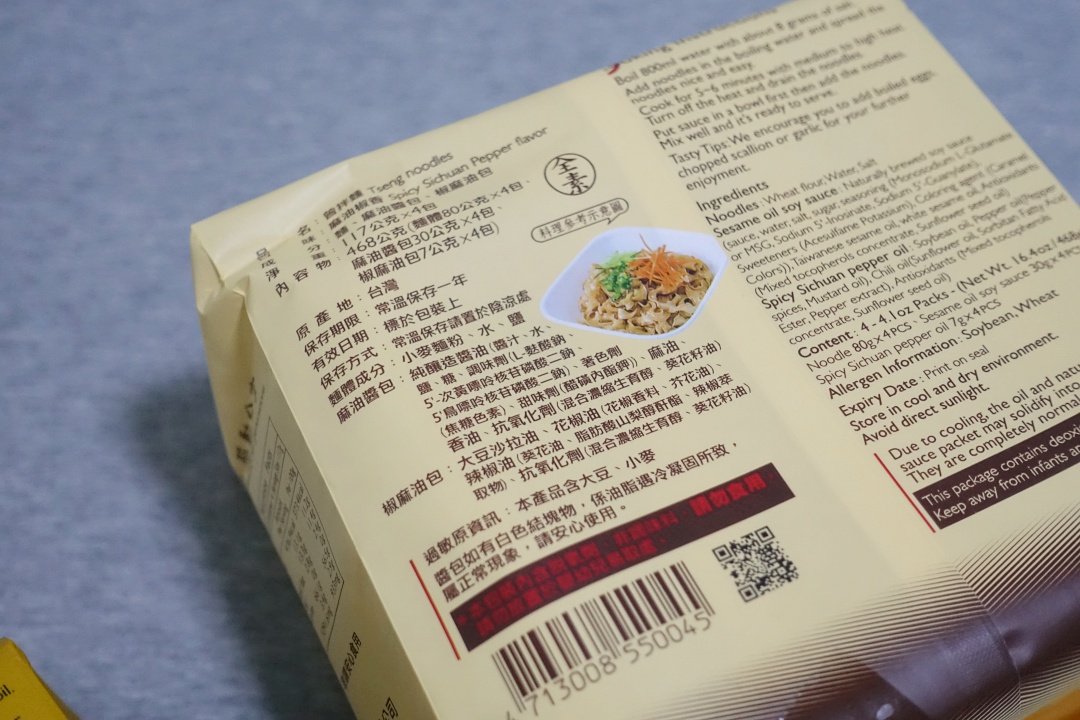 品名：曾拌麵 Tseng noodles
味：麻油椒香 Spicy Sichuan Pepper flavor
成分：麵、麻油醬包、椒麻油包
淨重：117公克×4包
內容物：468公克(麵體80公克×4包、
麻油醬包30公克×4包、
椒麻油包7公克×4包)
全素
料理參考示意圖
原產地：台灣
保存期限：常溫保存一年
有效日期：標於包裝上
保存方式：常溫保存請置於陰涼處
麵體成分：小麥麵粉、水、鹽
麻油醬包：純釀造醬油(醬汁、水、
鹽、糖、調味劑(L-麩酸鈉、
5'-次黃嘌呤核苷磷酸二鈉、
5'-鳥嘌呤核苷磷酸二鈉)、著色劑
(焦糖色素)、甜味劑(醋磺內酯鉀))、麻油、
香油、抗氧化劑(混合濃縮生育醇、葵花籽油)
椒麻油包：大豆沙拉油、花椒油(花椒香料、芥花油)、
辣椒油(葵花油、脂肪酸山梨醇酐酯、辣椒萃
取物)、抗氧化劑(混合濃縮生育醇、葵花籽油)
過敏原資訊：本產品含大豆、小麥
醬包如有白色結塊物，係油脂遇冷凝固所致，
屬正常現象，請安心使用。
請勿食用
4 713008 550045
Boil 800ml water with about 8 grams of salt.
Add noodles in the boiling water and spread the
noodles nice and easy.
Cook for 5~6 minutes with medium to high heat.
Turn off the heat and drain the noodles.
Put sauce in a bowl first then add the noodles.
Mix well and it's ready to serve.
Tasty Tips: We encourage you to add boiled eggs,
chopped scallion or garlic for your further
enjoyment.
Ingredients
Noodles : Wheat flour, Water, Salt
Sesame oil soy sauce : Naturally brewed soy sauce
(sauce, water, salt, sugar, seasoning, (Monosodium L-Glutamate
or MSG, Sodium 5'-Inosinate, Sodium 5'-Guanylate),
Sweeteners (Acesulfame Potassium), Coloring agent (Caramel
Colors)), Taiwanese sesame oil, white sesame oil, Antioxidants
(Mixed tocopherols concentrate, Sunflower seed oil)
Spicy Sichuan pepper oil : Soybean oil, Pepper oil(Pepper
spices, Mustard oil), Chili oil(Sunflower oil, Sorbitan Fatty Acid
Ester, Pepper extract), Antioxidants (Mixed tocopherols
concentrate, Sunflower seed oil)
Content : 4 - 4.1oz Packs - (Net Wt. 16.4oz/468
Noodle 80g×4PCS、Sesame oil soy sauce 30g×4PC
Spicy Sichuan pepper oil 7g×4PCS
Allergen Information : Soybean, Wheat
Expiry Date : Print on seal
Store in cool and dry environment.
Avoid direct sunlight.
Due to cooling, the oil and natu
sauce packet may solidify into
They are completely normal
This package contains deoxi
Keep away from infants an